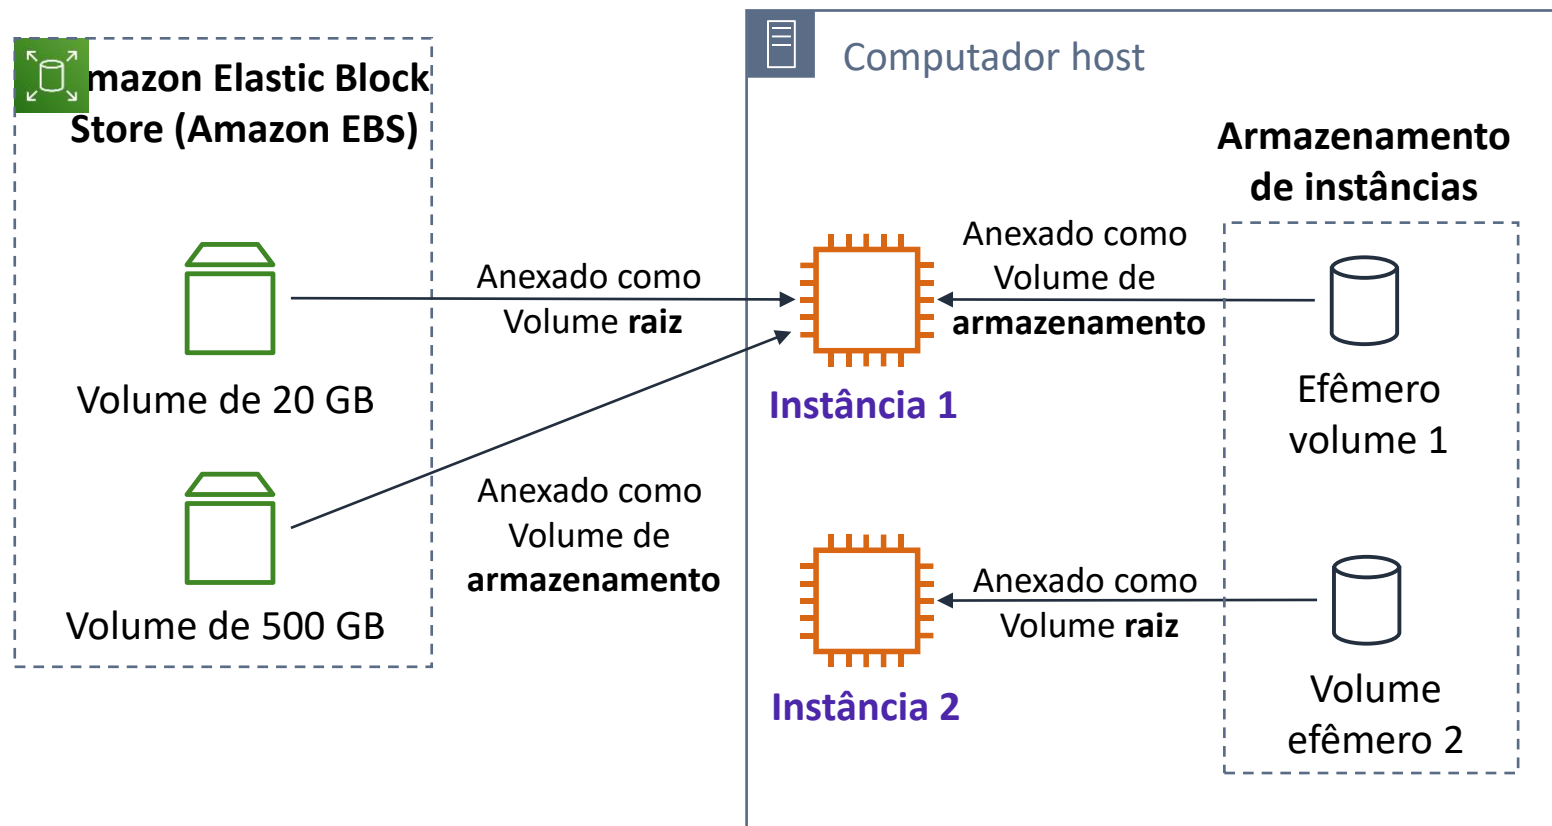 mazon Elastic Block
Store (Amazon EBS)
Volume de 20 GB
Volume de 500 GB
Anexado como
Volume raiz
Anexado como
Volume de
armazenamento
Computador host
Instância 1
Instância 2
Anexado como
Volume de
armazenamento
Anexado como
Volume raiz
Armazenamento
de instâncias
Efêmero
volume 1
Volume
efêmero 2